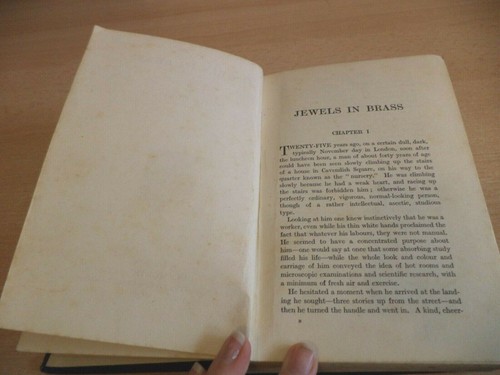 JEWELS IN BRASS
CHAPTER I
TWENTY-FIVE years ago, on a certain dull, dark,
typically November day in London, soon after
the luncheon hour, a man of about forty years of age
could have been seen slowly climbing up the stairs
of a house in Cavendish Square, on his way to the
quarter known as the "nursery." He was climbing
slowly because he had a weak heart, and racing up
the stairs was forbidden him; otherwise he was a
perfectly ordinary, vigorous, normal-looking person,
though of a rather intellectual, ascetic, studious
type.
Looking at him one knew instinctively that he was a
worker, even while his thin white hands proclaimed the
fact that whatever his labours, they were not manual.
He seemed to have a concentrated purpose about
him—one would say at once that some absorbing study
filled his life—while the whole look and colour and
carriage of him conveyed the idea of hot rooms and
microscopic examinations and scientific research, with
a minimum of fresh air and exercise.
He hesitated a moment when he arrived at the land-
ing he sought—three stories up from the street—and
then he turned the handle and went in. A kind, cheer-